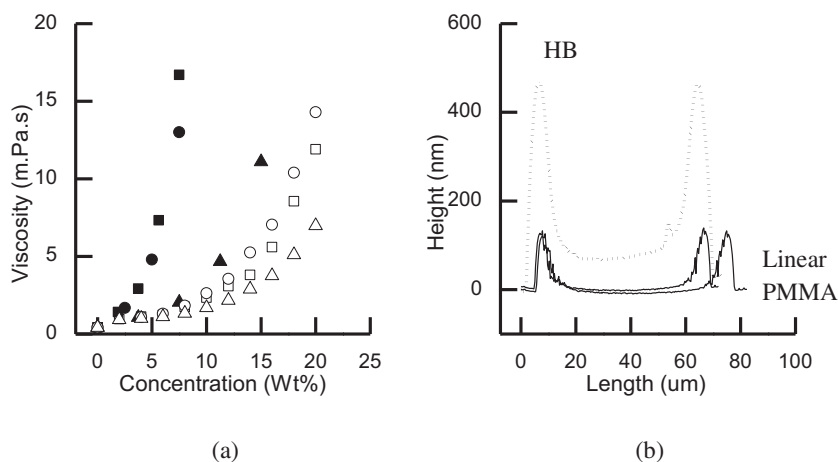 20
15
10
5
0
Viscosity (m.Pa.s)
0 5 10 15 20 25
Concentration (Wt%)
(a)
600
400
200
0
Height (nm)
HB
Linear
PMMA
0 20 40 60 80 100
Length (um)
(b)